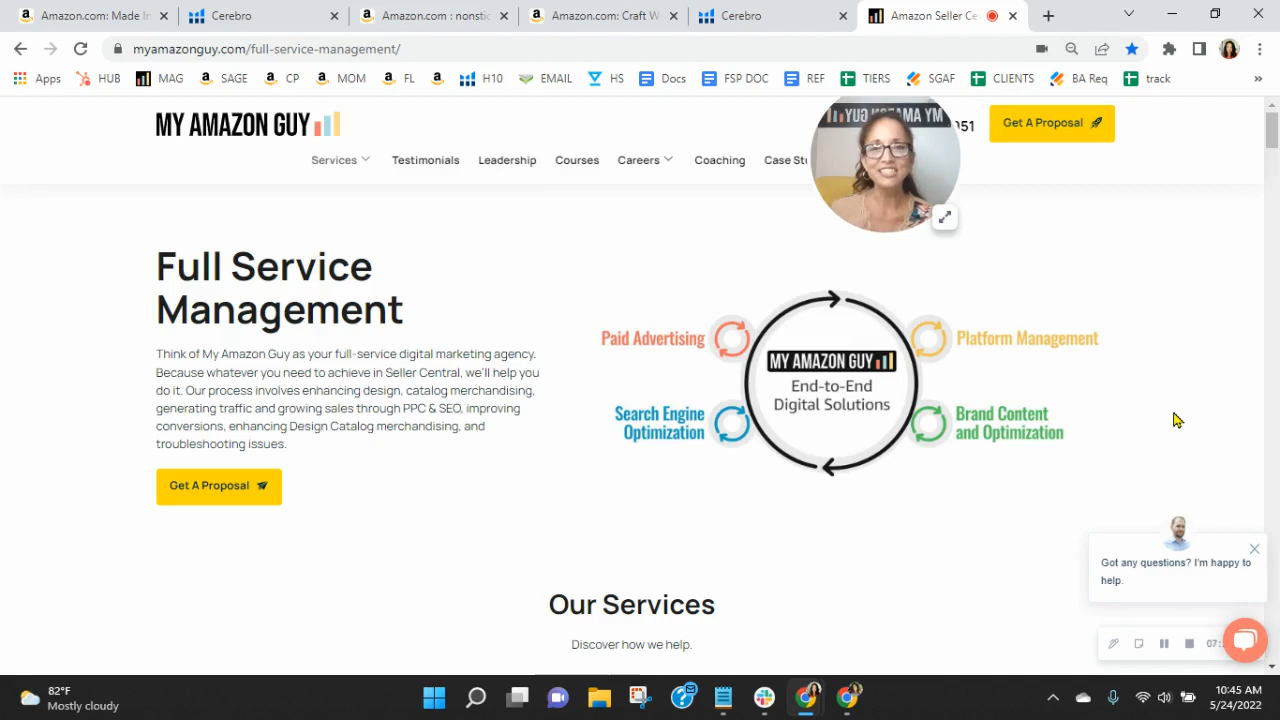 Amazon.com: Made In
Cerebro
Amazon.com : nonstic
Amazon.com: Craft W
Cerebro
Amazon Seller Ce
myamazonguy.com/full-service-management/
Apps
HUB
MAG
SAGE
CP
MOM
FL
H10
EMAIL
HS
Docs
FSP DOC
REF
TIERS
SGAF
CLIENTS
BA Req
track
MY AMAZON GUY
MY AMAZON GUY
951
Get A Proposal
Services
Testimonials
Leadership
Courses
Careers
Coaching
Case Stu
Full Service
Management
Think of My Amazon Guy as your full-service digital marketing agency.
Because whatever you need to achieve in Seller Central, we'll help you
do it. Our process involves enhancing design, catalog merchandising,
generating traffic and growing sales through PPC & SEO, improving
conversions, enhancing Design Catalog merchandising, and
troubleshooting issues.
Get A Proposal
Paid Advertising
Platform Management
MY AMAZON GUY
End-to-End
Digital Solutions
Search Engine
Optimization
Brand Content
and Optimization
Got any questions? I'm happy to
help.
Our Services
Discover how we help.
07:
82°F
Mostly cloudy
10:45 AM
5/24/2022